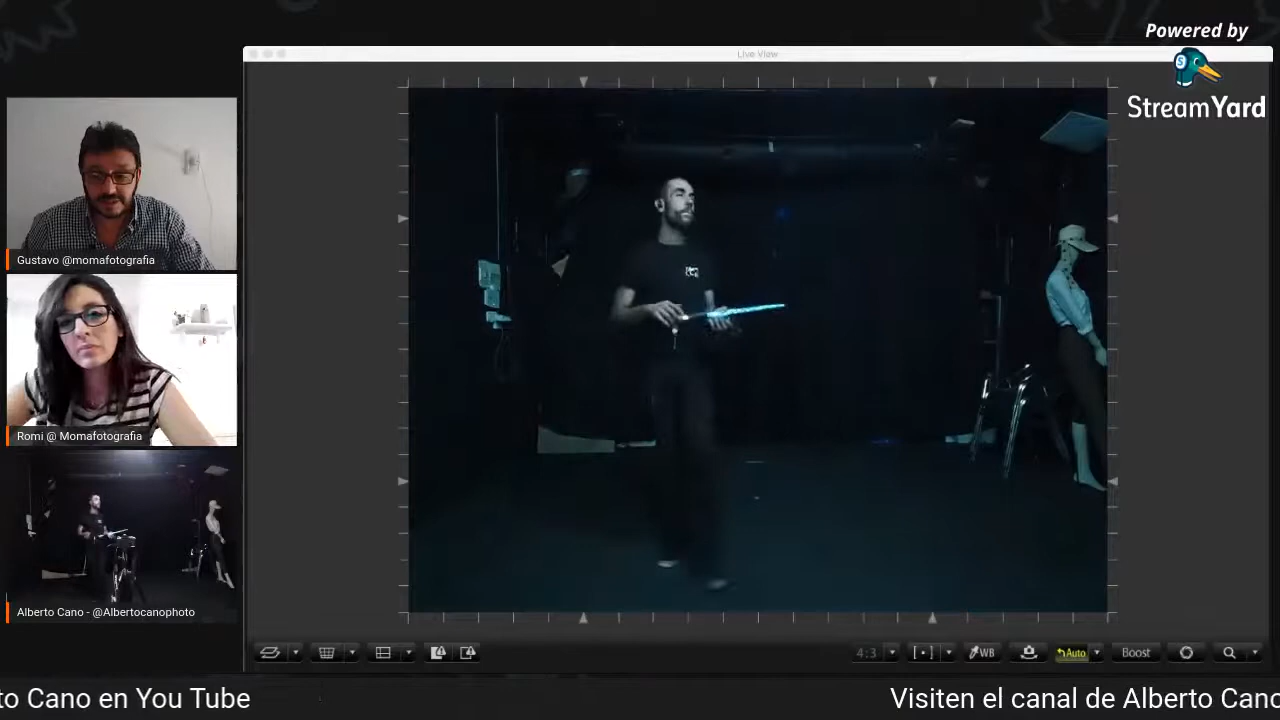 Powered by
StreamYard
Live View
Gustavo @momafotografia
Romi @ Momafotografia
Alberto Cano - @Albertocanophoto
4:3
WB
Auto
Boost
to Cano en You Tube
Visiten el canal de Alberto Cano